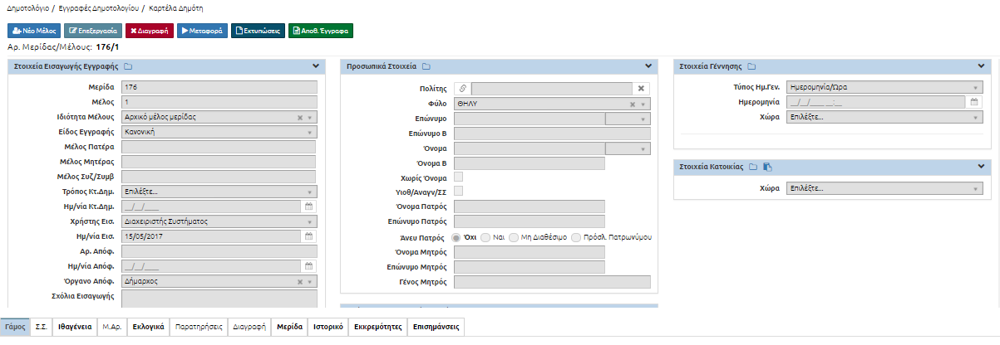 Δημοτολόγιο / Εγγραφές Δημοτολογίου / Καρτέλα Δημότη
Νέο Μέλος Επεξεργασία Διαγραφή Μεταφορά Εκτυπώσεις Αποθ. Έγγραφα
Αρ. Μερίδας/Μέλους: 176/1
Στοιχεία Εισαγωγής Εγγραφής
Μερίδα 176
Μέλος 1
Ιδιότητα Μέλους Αρχικό μέλος μερίδας
Είδος Εγγραφής Κανονική
Μέλος Πατέρα
Μέλος Μητέρας
Μέλος Συζ/Συμβ
Τρόπος Κτ.Δημ. Επιλέξτε...
Ημ/νία Κτ.Δημ. __/__/____
Χρήστης Εισ. Διαχειριστής Συστήματος
Ημ/νία Εισ. 15/05/2017
Αρ. Απόφ.
Ημ/νία Απόφ. __/__/____
Όργανο Απόφ. Δήμαρχος
Σχόλια Εισαγωγής
Προσωπικά Στοιχεία
Πολίτης
Φύλο ΘΗΛΥ
Επώνυμο
Επώνυμο Β
Όνομα
Όνομα Β
Χωρίς Όνομα
Υιοθ/Αναγν/ΣΣ
Όνομα Πατρός
Επώνυμο Πατρός
Άνευ Πατρός Όχι Ναι Μη Διαθέσιμο Πρόσλ. Πατρωνύμου
Όνομα Μητρός
Επώνυμο Μητρός
Γένος Μητρός
Στοιχεία Γέννησης
Τύπος Ημ.Γεν. Ημερομηνία/Ώρα
Ημερομηνία __/__/____ __:__
Χώρα Επιλέξτε...
Στοιχεία Κατοικίας
Χώρα Επιλέξτε...
Γάμος Σ.Σ. Ιθαγένεια Μ.Αρ. Εκλογικά Παρατηρήσεις Διαγραφή Μερίδα Ιστορικό Εκκρεμότητες Επισημάνσεις